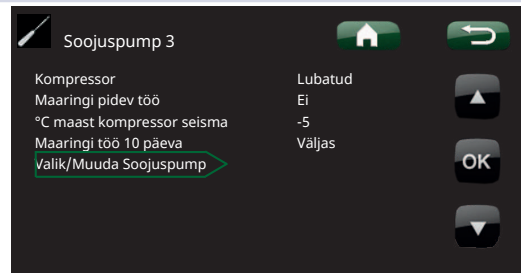 Soojuspump 3
Kompressor Lubatud
Maaringi pidev töö Ei
°C maast kompressor seisma -5
Maaringi töö 10 päeva Väljas
Valik/Muuda Soojuspump
OK